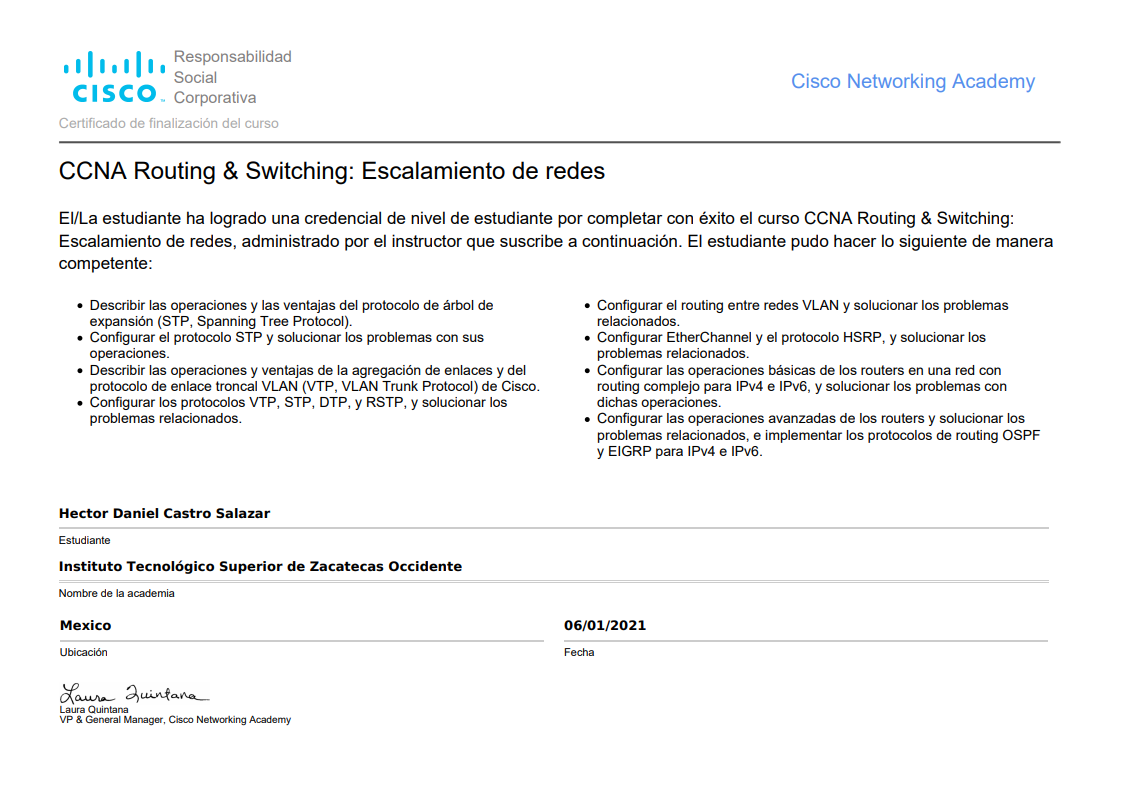 Responsabilidad
Social
Corporativa
CISCO
Cisco Networking Academy
Certificado de finalización del curso
CCNA Routing & Switching: Escalamiento de redes
El/La estudiante ha logrado una credencial de nivel de estudiante por completar con éxito el curso CCNA Routing & Switching:
Escalamiento de redes, administrado por el instructor que suscribe a continuación. El estudiante pudo hacer lo siguiente de manera
competente:
• Describir las operaciones y las ventajas del protocolo de árbol de
expansión (STP, Spanning Tree Protocol).
• Configurar el protocolo STP y solucionar los problemas con sus
operaciones.
• Describir las operaciones y ventajas de la agregación de enlaces y del
protocolo de enlace troncal VLAN (VTP, VLAN Trunk Protocol) de Cisco.
• Configurar los protocolos VTP, STP, DTP, y RSTP, y solucionar los
problemas relacionados.
• Configurar el routing entre redes VLAN y solucionar los problemas
relacionados.
• Configurar EtherChannel y el protocolo HSRP, y solucionar los
problemas relacionados.
• Configurar las operaciones básicas de los routers en una red con
routing complejo para IPv4 e IPv6, y solucionar los problemas con
dichas operaciones.
• Configurar las operaciones avanzadas de los routers y solucionar los
problemas relacionados, e implementar los protocolos de routing OSPF
y EIGRP para IPv4 e IPv6.
Hector Daniel Castro Salazar
Estudiante
Instituto Tecnológico Superior de Zacatecas Occidente
Nombre de la academia
Mexico
Ubicación
06/01/2021
Fecha
Laura Quintana
Laura Quintana
VP & General Manager, Cisco Networking Academy